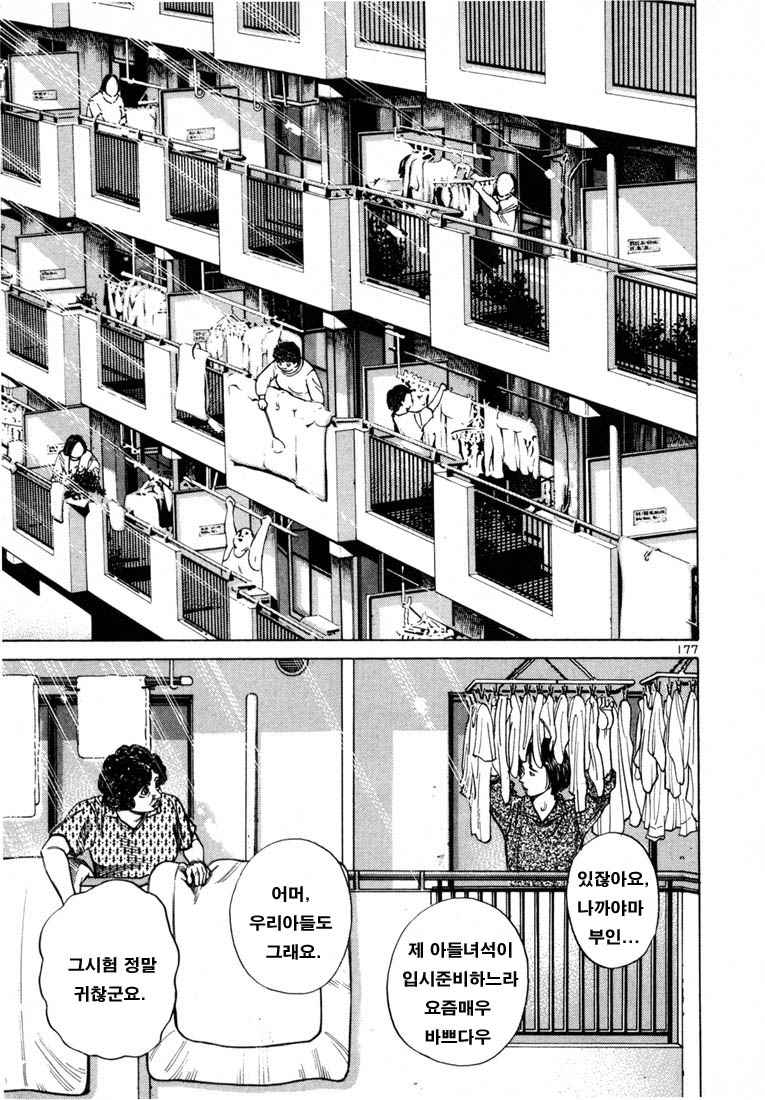 177
있잖아요,
나까야마
부인...
제 아들녀석이
입시준비하느라
요즘매우
바쁘다우
어머,
우리아들도
그래요.
그시험 정말
귀찮군요.